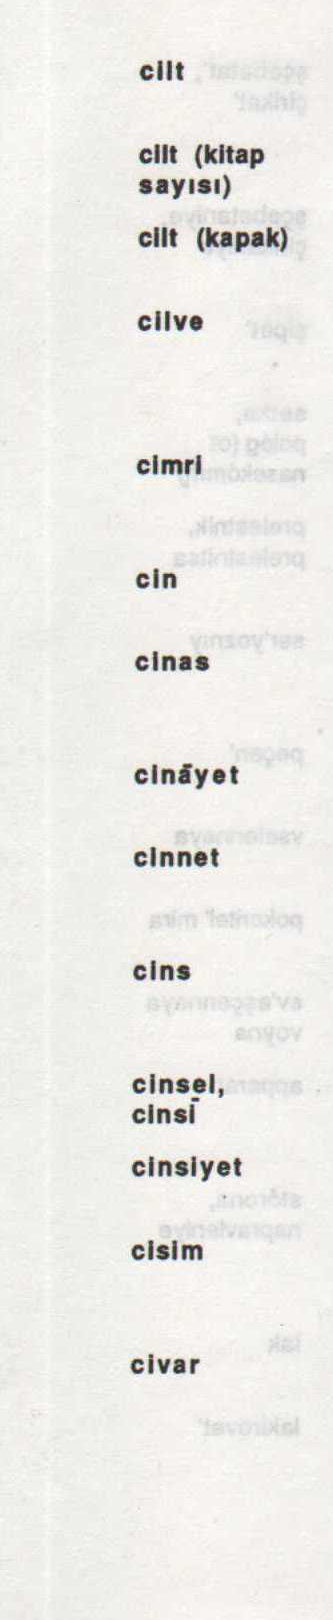 cilt
cilt (kitap
sayısı)
cilt (kapak)
cilve
cimri
cin
cinas
cināyet
cinnet
cins
cinsel,
cinsī
cinsiyet
cisim
civar